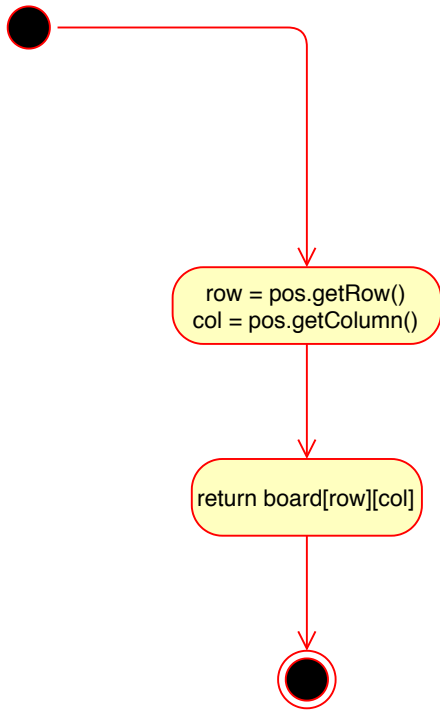 row = pos.getRow()
col = pos.getColumn()
return board[row][col]